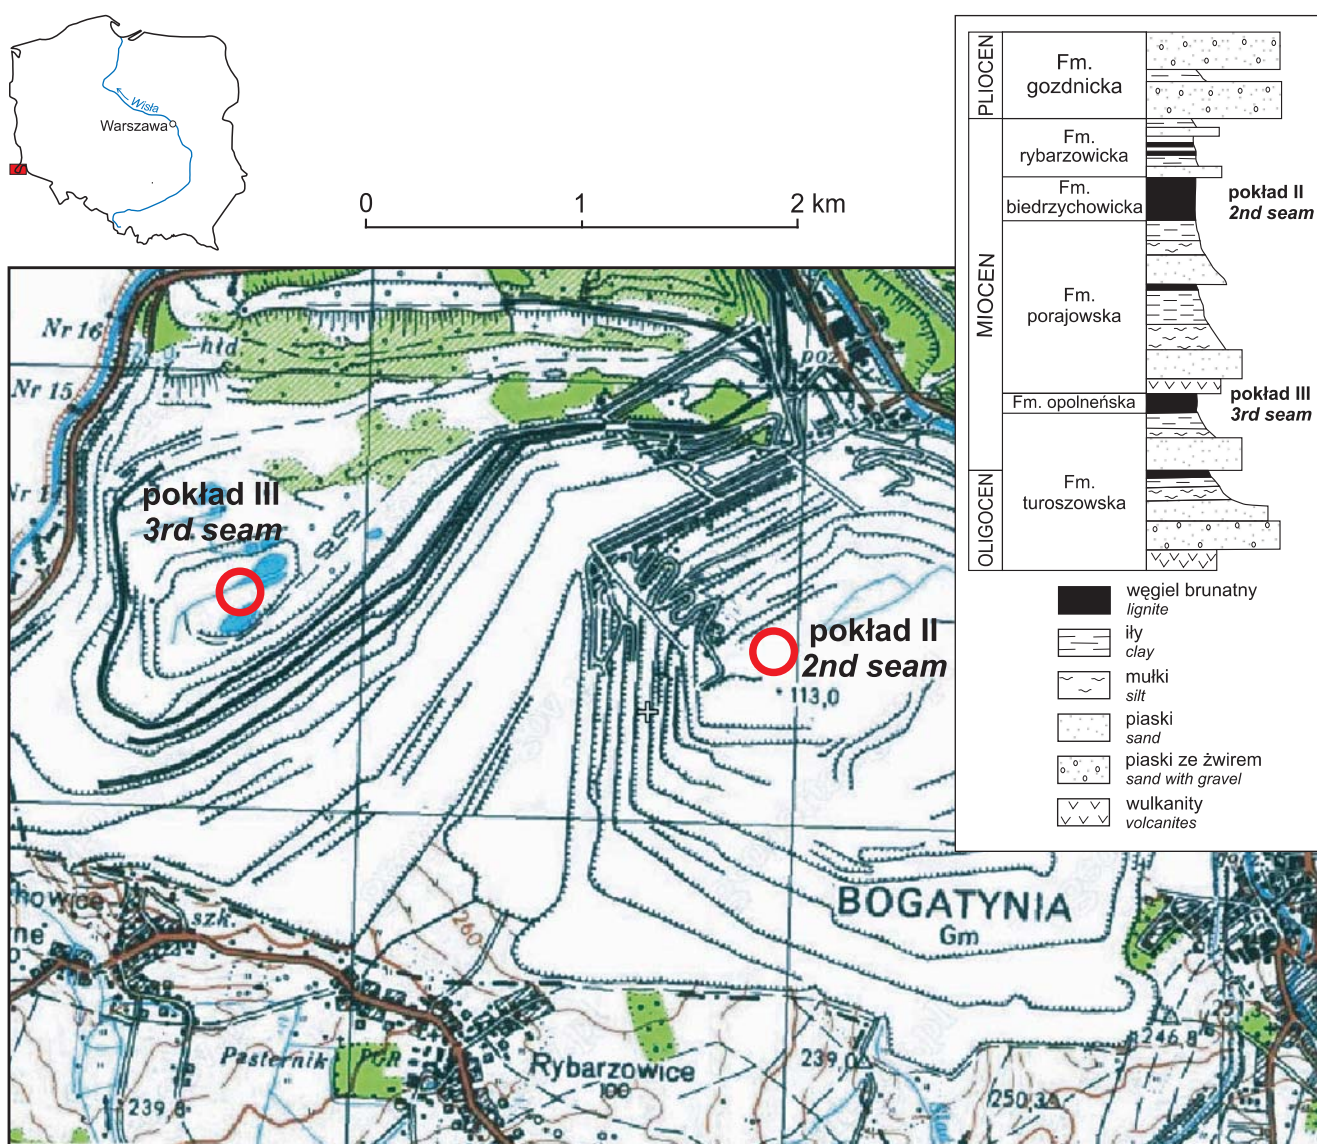 Wisła
Warszawa
0
1
2 km
PLIOCEN
Fm.
gozdnicka
MIOCEN
Fm.
rybarzowicka
Fm.
biedrzychowicka
pokład II
2nd seam
Fm.
porajowska
Fm. opolneńska
pokład III
3rd seam
OLIGOCEN
Fm.
turoszowska
węgiel brunatny
lignite
iły
clay
mułki
silt
piaski
sand
piaski ze żwirem
sand with gravel
wulkanity
volcanites
Nr 16
hłd
poz
Nr 15
pokład III
3rd seam
pokład II
2nd seam
113,0
BOGATYNIA
Gm
szk
260
Pasternik
PGR
Rybarzowice
100
239,0
246,8
239,8
250,3